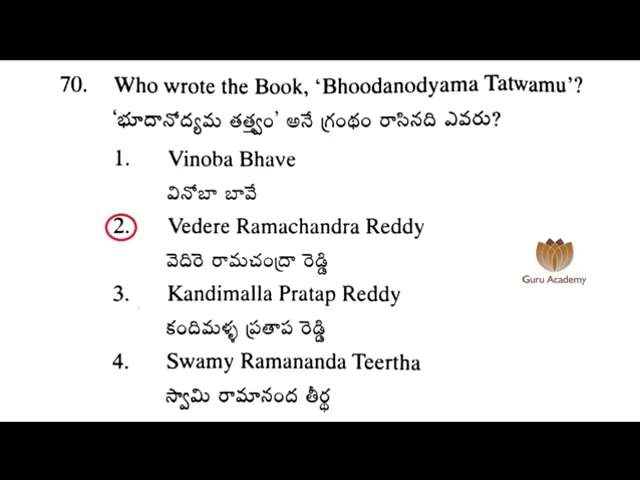 70. Who wrote the Book, ‘Bhoodanodyama Tatwamu’?
‘భూదానోద్యమ తత్త్వం’ అనే గ్రంథం రాసినది ఎవరు?
1. Vinoba Bhave
వినోబా బావే
2. Vedere Ramachandra Reddy
వెదిరె రామచంద్రా రెడ్డి
Guru Academy
3. Kandimalla Pratap Reddy
కందిమళ్ళ ప్రతాప రెడ్డి
4. Swamy Ramananda Teertha
స్వామి రామానంద తీర్థ